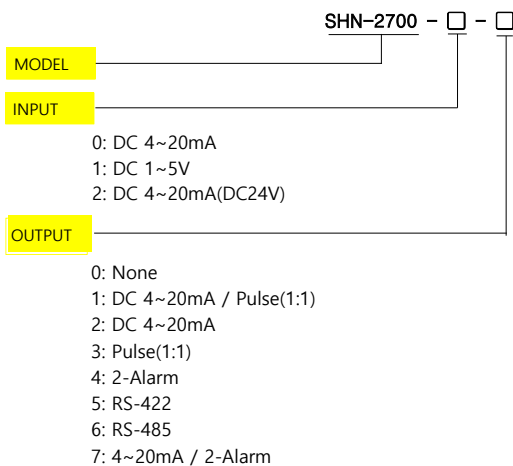 SHN-2700 - □ - □
MODEL
INPUT
0: DC 4~20mA
1: DC 1~5V
2: DC 4~20mA(DC24V)
OUTPUT
0: None
1: DC 4~20mA / Pulse(1:1)
2: DC 4~20mA
3: Pulse(1:1)
4: 2-Alarm
5: RS-422
6: RS-485
7: 4~20mA / 2-Alarm